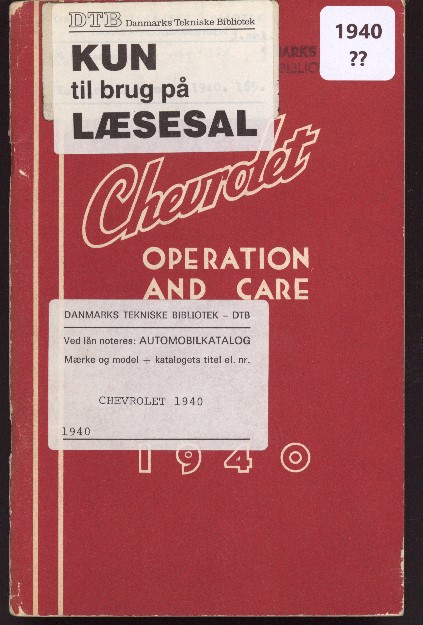 DTB Danmarks Tekniske Bibliotek
KUN
til brug på
LÆSESAL
1940
??
Chevrolet
OPERATION
AND CARE
DANMARKS TEKNISKE BIBLIOTEK – DTB
Ved lån noteres: AUTOMOBILKATALOG
Mærke og model + katalogets titel el. nr.
CHEVROLET 1940
1940
1940